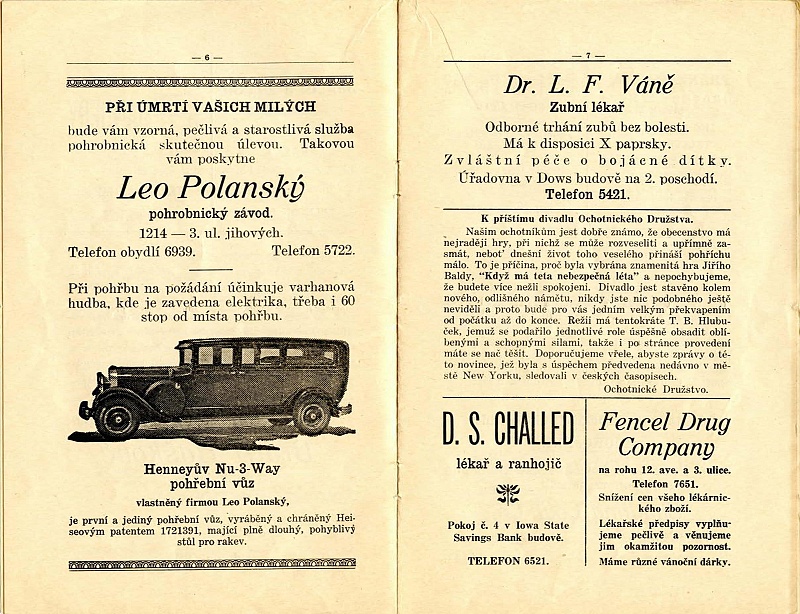 — 6 —
PŘI ÚMRTÍ VAŠICH MILÝCH
bude vám vzorná, pečlivá a starostlivá služba
pohrobnická skutečnou úlevou. Takovou
vám poskytne
Leo Polanský
pohrobnický závod.
1214 — 3. ul. jihových.
Telefon obydlí 6939. Telefon 5722.
Při pohřbu na požádání účinkuje varhanová
hudba, kde je zavedena elektrika, třeba i 60
stop od místa pohřbu.
Henneyův Nu-3-Way
pohřební vůz
vlastněný firmou Leo Polanský,
je první a jediný pohřební vůz, vyráběný a chráněný Hei-
seovým patentem 1721391, mající plně dlouhý, pohyblivý
stůl pro rakev.
— 7 —
Dr. L. F. Váně
Zubní lékař
Odborné trhání zubů bez bolesti.
Má k disposici X paprsky.
Zvláštní péče o bojácné dítky.
Úřadovna v Dows budově na 2. poschodí.
Telefon 5421.
K příštímu divadlu Ochotnického Družstva.
Našim ochotníkům jest dobře známo, že obecenstvo má
nejraději hry, při nichž se může rozveseliti a upřímně za-
smát, neboť dnešní život toho veselého přináší pohříchu
málo. To je příčina, proč byla vybrána znamenitá hra Jiřího
Baldy, “Když má teta nebezpečná léta” a nepochybujeme,
že budete více nežli spokojeni. Divadlo jest stavěno kolem
nového, odlišného námětu, nikdy jste nic podobného ještě
neviděli a proto bude pro vás jedním velkým překvapením
od počátku až do konce. Režii má tentokráte T. B. Hlubu-
ček, jemuž se podařilo jednotlivé role úspěšně obsadit oblí-
benými a schopnými silami, takže i po stránce provedení
máte se nač těšit. Doporučujeme vřele, abyste zprávy o té-
to novince, jež byla s úspěchem předvedena nedávno v mě-
stě New Yorku, sledovali v českých časopisech.
Ochotnické Družstvo.
D. S. CHALLED
lékař a ranhojič
Pokoj č. 4 v Iowa State
Savings Bank budově.
TELEFON 6521.
Fencel Drug
Company
na rohu 12. ave. a 3. ulice.
Telefon 7651.
Snížení cen všeho lékárnic-
kého zboží.
Lékařské předpisy vyplňu-
jeme pečlivě a věnujeme
jim okamžitou pozornost.
Máme různé vánoční dárky.